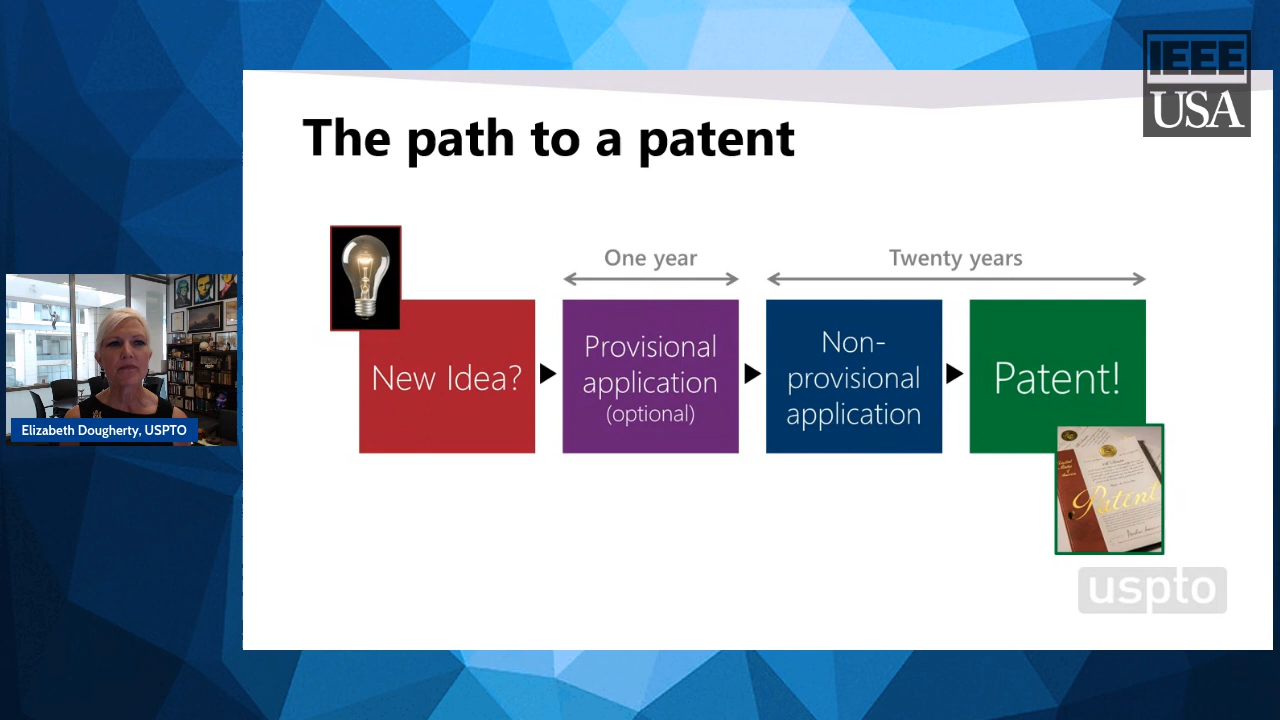 IEEE
USA
The path to a patent
One year
Twenty years
New Idea?
Provisional
application
(optional)
Non-
provisional
application
Patent!
Elizabeth Dougherty, USPTO
Patent
uspto